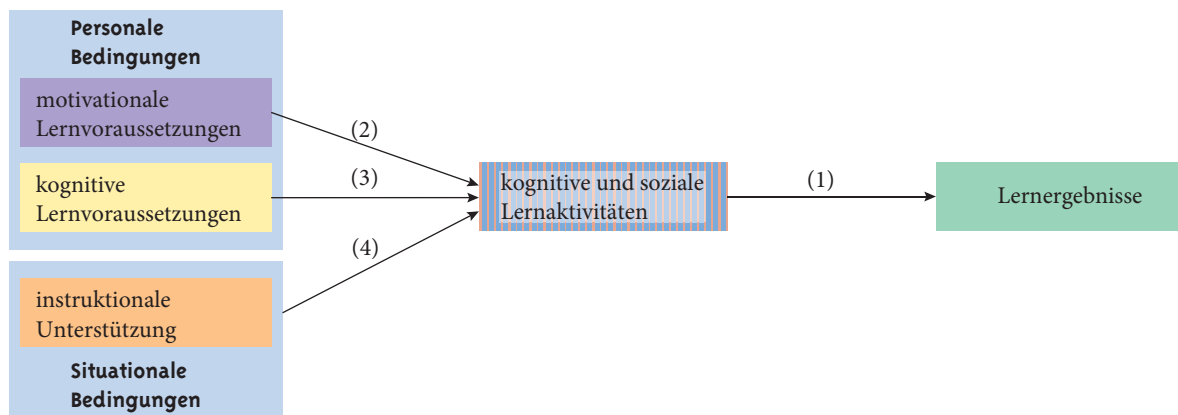 Personale
Bedingungen
motivationale
Lernvoraussetzungen
(2)
kognitive
Lernvoraussetzungen
(3)
(4)
instruktionale
Unterstützung
Situationale
Bedingungen
kognitive und soziale
Lernaktivitäten
(1)
Lernergebnisse